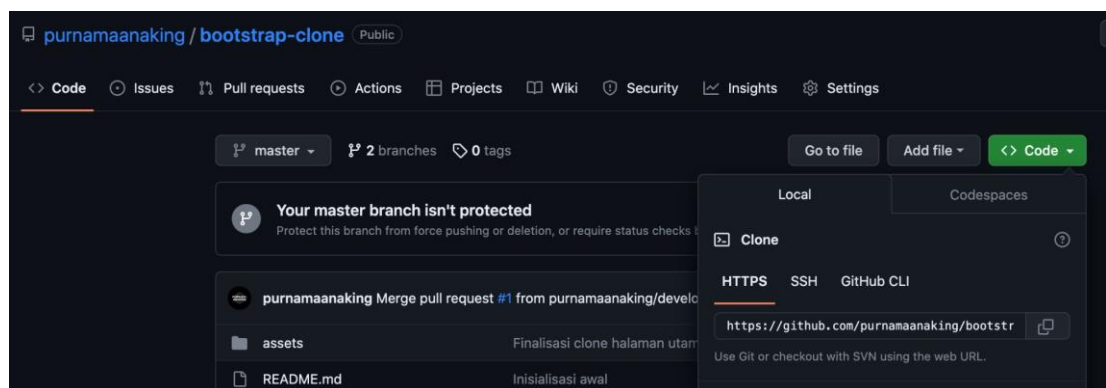 purnamaanaking / bootstrap-clone Public
Code Issues Pull requests Actions Projects Wiki Security Insights Settings
master 2 branches 0 tags Go to file Add file Code
Local Codespaces
Your master branch isn't protected
Protect this branch from force pushing or deletion, or require status checks
Clone
HTTPS SSH GitHub CLI
purnamaanaking Merge pull request #1 from purnamaanaking/develo
https://github.com/purnamaanaking/bootstr
Use Git or checkout with SVN using the web URL.
assets Finalisasi clone halaman utam
README.md Inisialisasi awal